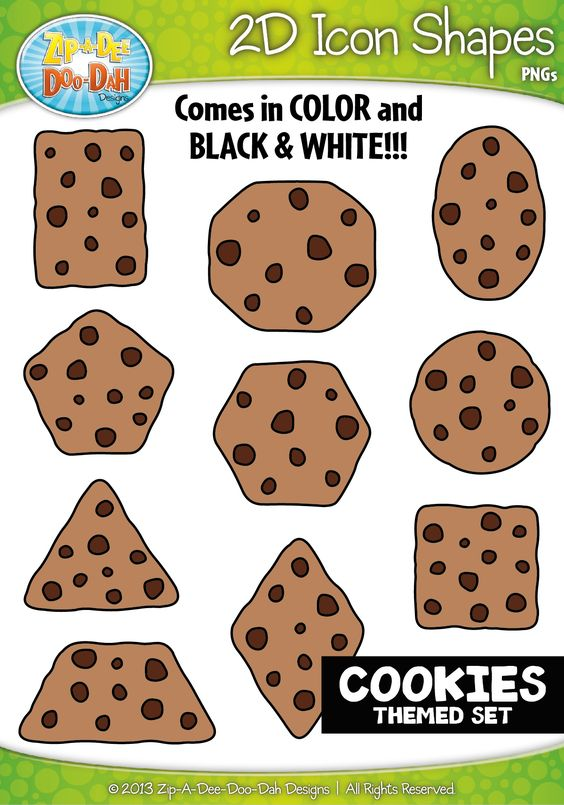 ZIP-A-DEE
DOO-DAH
Designs
2D Icon Shapes
PNGs
Comes in COLOR and
BLACK & WHITE!!!
COOKIES
THEMED SET
© 2013 Zip-A-Dee-Doo-Dah Designs | All Rights Reserved.